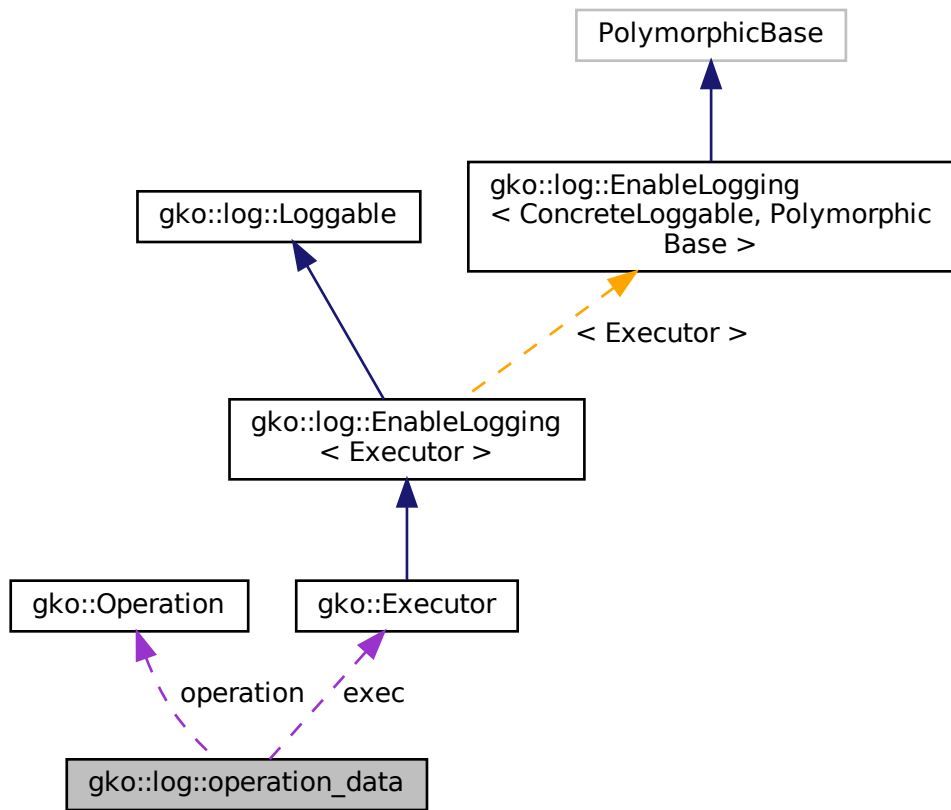 PolymorphicBase
gko::log::EnableLogging
< ConcreteLoggable, Polymorphic
Base >
gko::log::Loggable
< Executor >
gko::log::EnableLogging
< Executor >
gko::Operation
gko::Executor
operation
exec
gko::log::operation_data